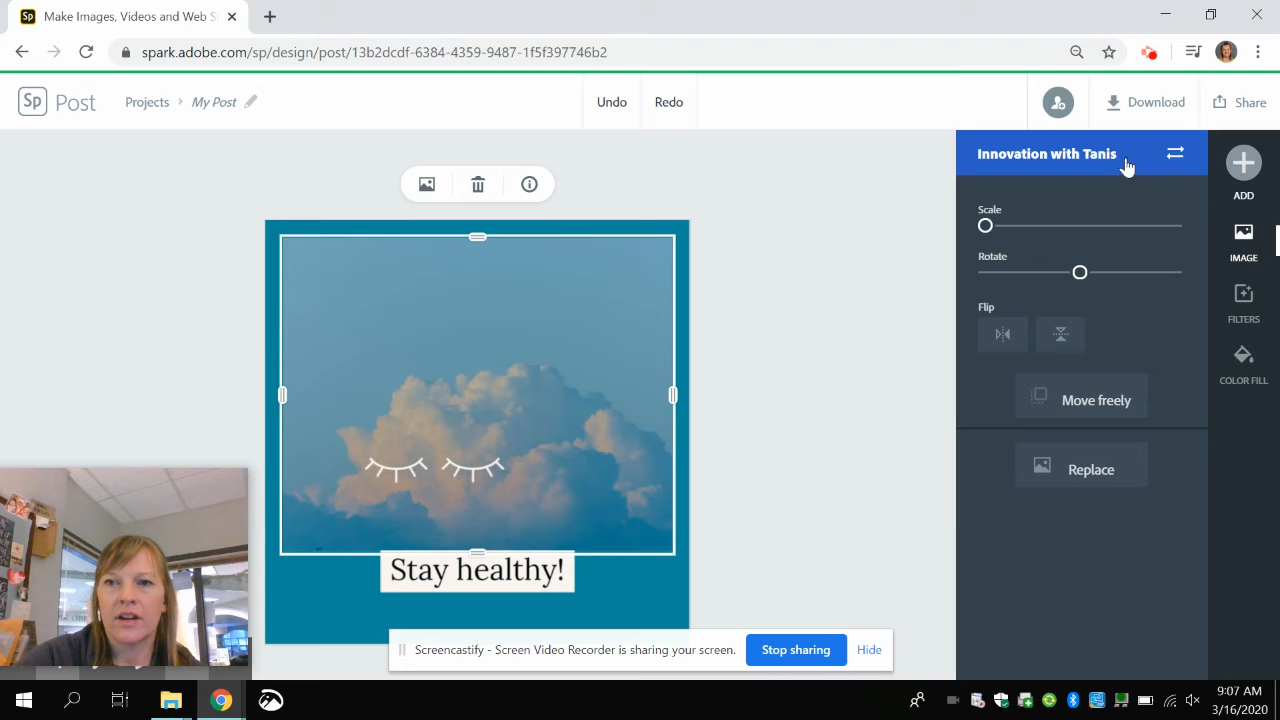 Make Images, Videos and Web S
spark.adobe.com/sp/design/post/13b2dcdf-6384-4359-9487-1f5f397746b2
Sp Post Projects > My Post Undo Redo Download Share
Innovation with Tanis
ADD
Scale
IMAGE
Rotate
Flip
FILTERS
COLOR FILL
Move freely
Replace
Stay healthy!
Screencastify - Screen Video Recorder is sharing your screen. Stop sharing Hide
9:07 AM
3/16/2020